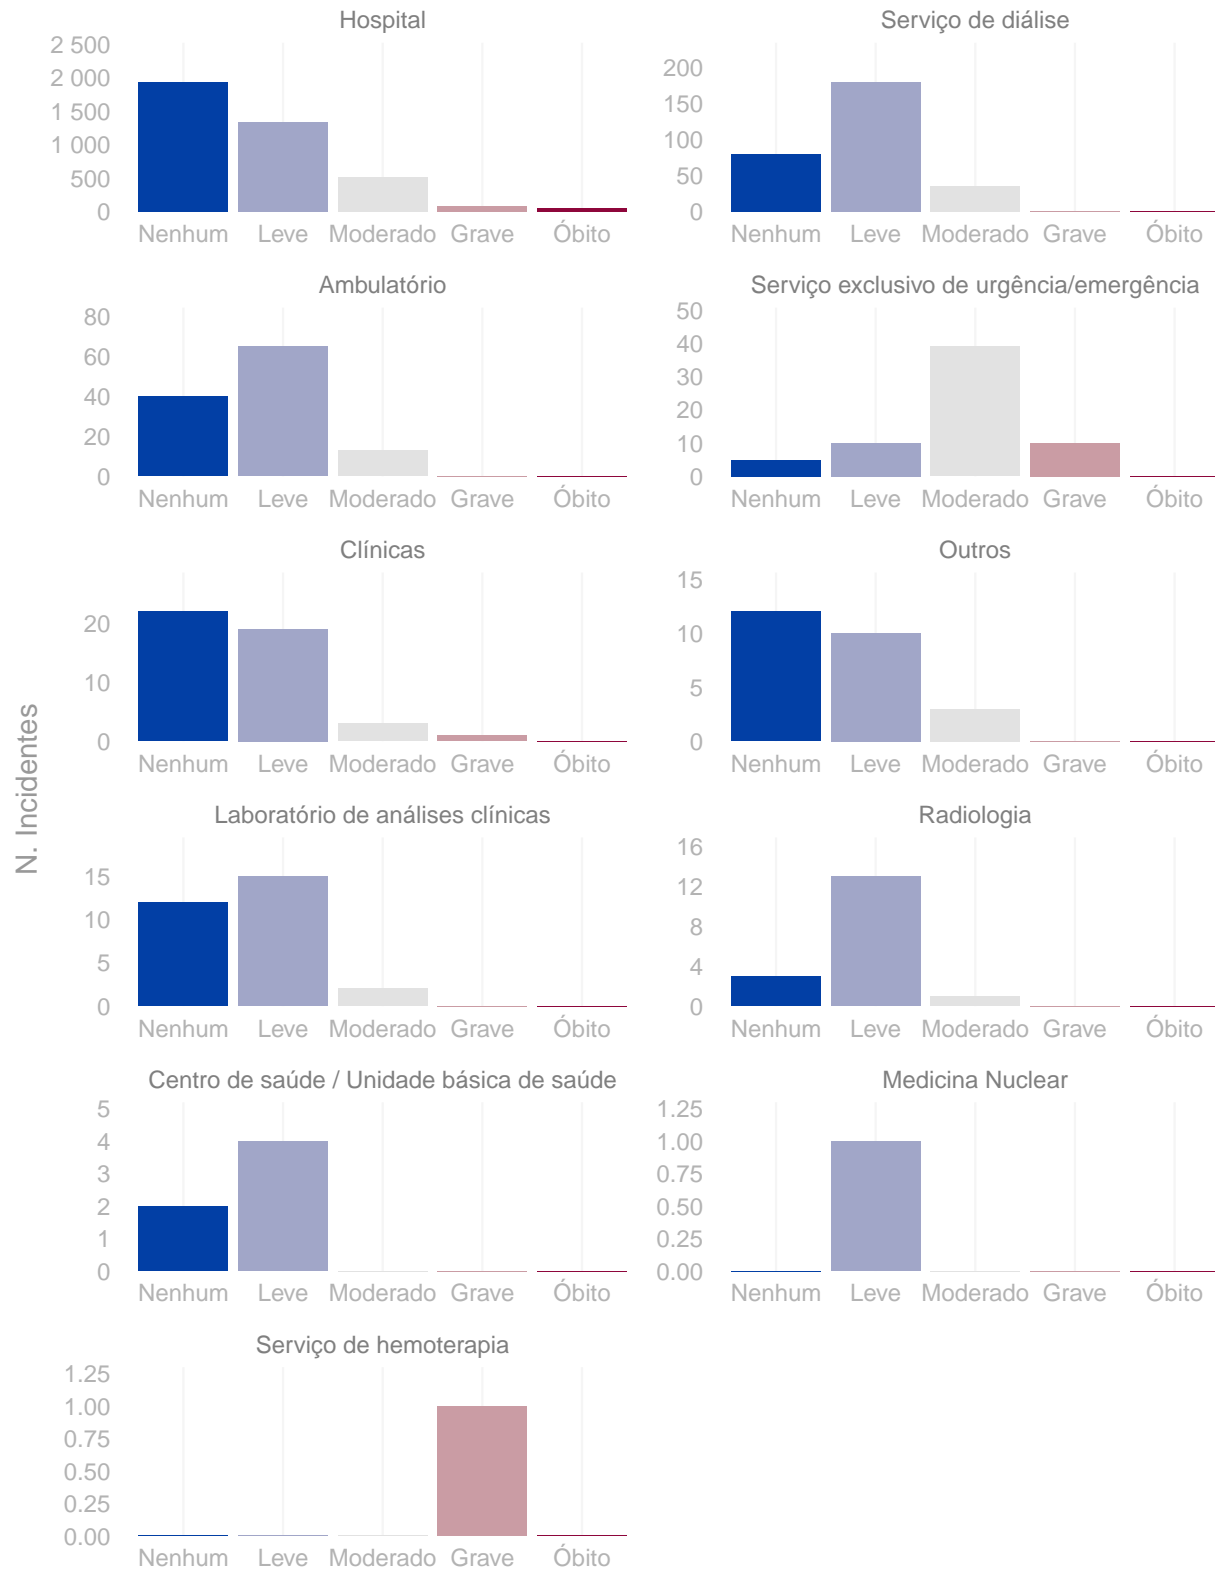 Hospital
2 500
2 000
1 500
1 000
500
0
Nenhum Leve Moderado Grave Óbito
Serviço de diálise
200
150
100
50
0
Nenhum Leve Moderado Grave Óbito
Ambulatório
80
60
40
20
0
Nenhum Leve Moderado Grave Óbito
Serviço exclusivo de urgência/emergência
50
40
30
20
10
0
Nenhum Leve Moderado Grave Óbito
Clínicas
20
10
0
Nenhum Leve Moderado Grave Óbito
Outros
15
10
5
0
Nenhum Leve Moderado Grave Óbito
N. Incidentes
Laboratório de análises clínicas
15
10
5
0
Nenhum Leve Moderado Grave Óbito
Radiologia
16
12
8
4
0
Nenhum Leve Moderado Grave Óbito
Centro de saúde / Unidade básica de saúde
5
4
3
2
1
0
Nenhum Leve Moderado Grave Óbito
Medicina Nuclear
1.25
1.00
0.75
0.50
0.25
0.00
Nenhum Leve Moderado Grave Óbito
Serviço de hemoterapia
1.25
1.00
0.75
0.50
0.25
0.00
Nenhum Leve Moderado Grave Óbito